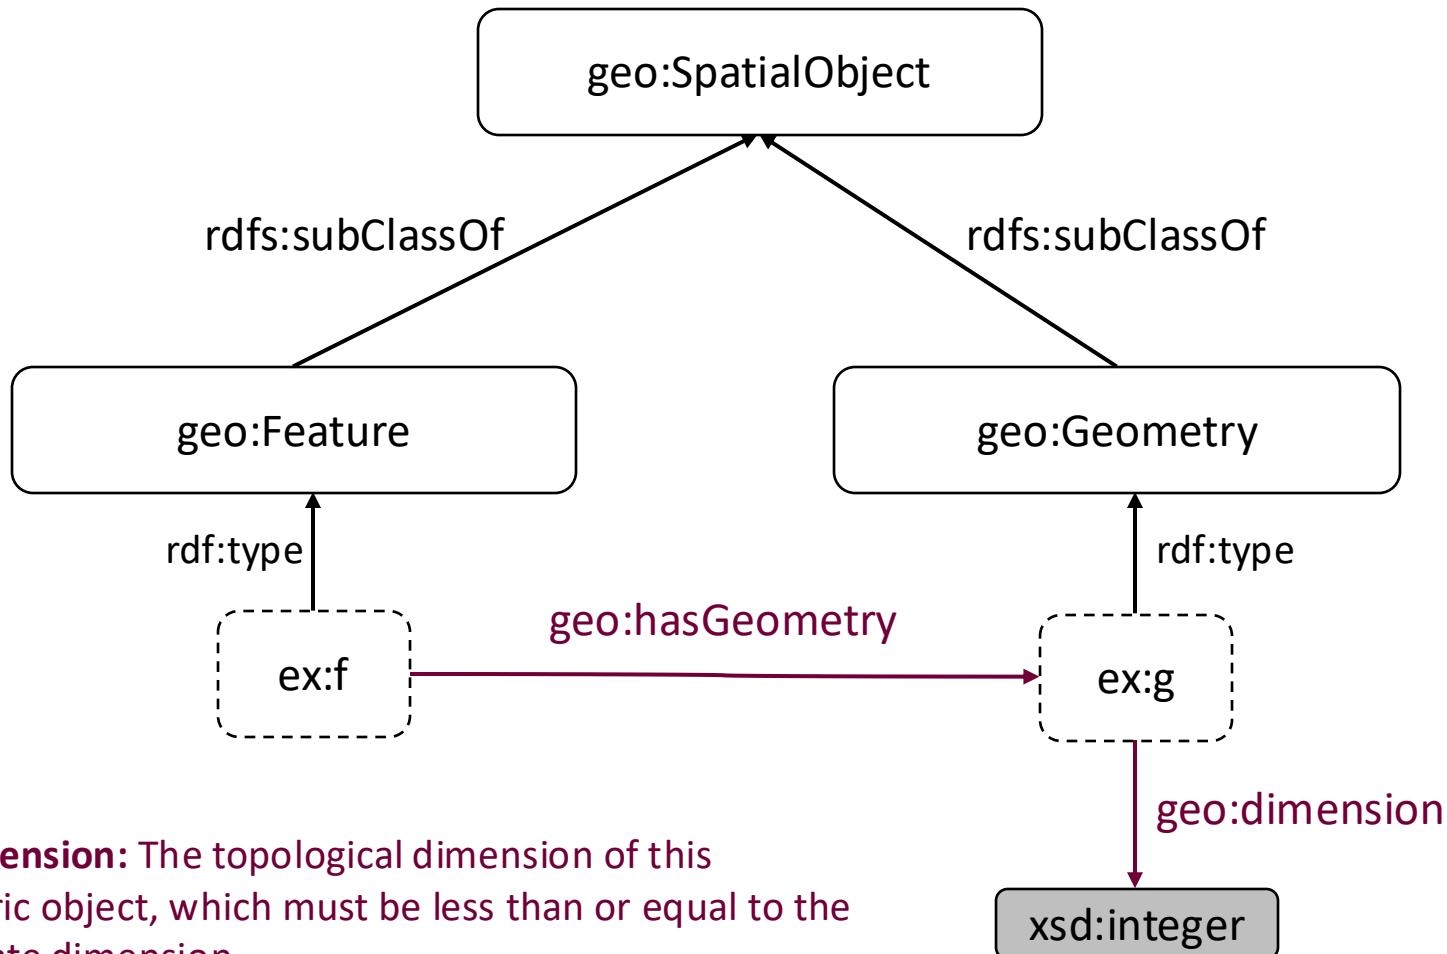 geo:SpatialObject
rdfs:subClassOf rdfs:subClassOf
geo:Feature geo:Geometry
rdf:type rdf:type
geo:hasGeometry
ex:f ex:g
geo:dimension
ension: The topological dimension of this
ric object, which must be less than or equal to the
xsd:integer
dimension